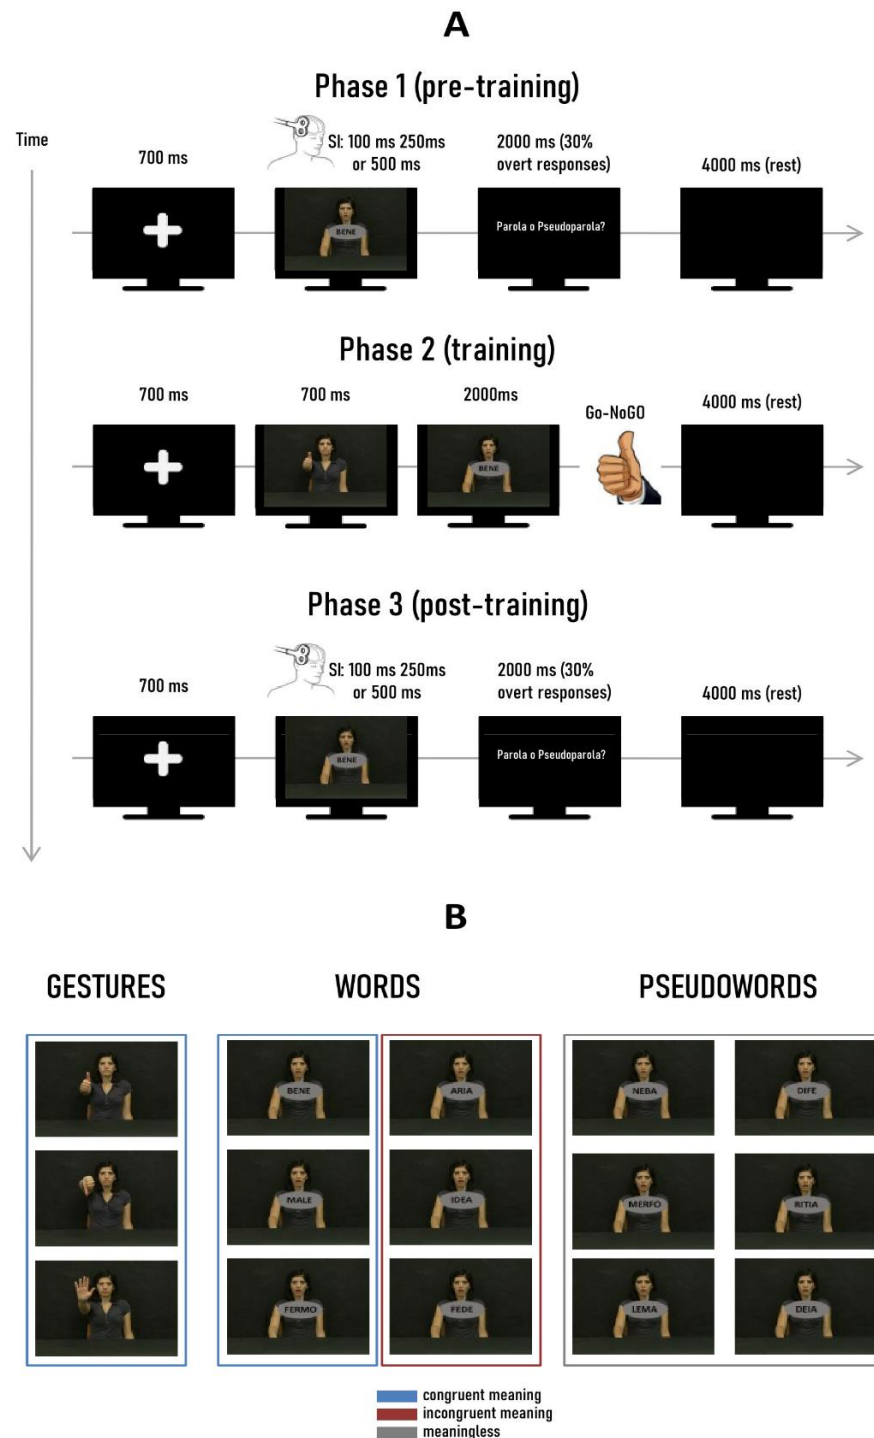 A
Phase 1 (pre-training)
Time
700 ms
SI: 100 ms 250ms
or 500 ms
2000 ms (30%
overt responses)
4000 ms (rest)
BENE
Parola o Pseudoparola?
Phase 2 (training)
700 ms
700 ms
2000ms
Go-NoGO
4000 ms (rest)
BENE
Phase 3 (post-training)
700 ms
SI: 100 ms 250ms
or 500 ms
2000 ms (30%
overt responses)
4000 ms (rest)
BENE
Parola o Pseudoparola?
B
GESTURES
WORDS
PSEUDOWORDS
BENE
ARIA
NEBA
DIFE
MALE
IDEA
MERFO
RITIA
FERMO
FEDE
LEMA
DEIA
congruent meaning
incongruent meaning
meaningless